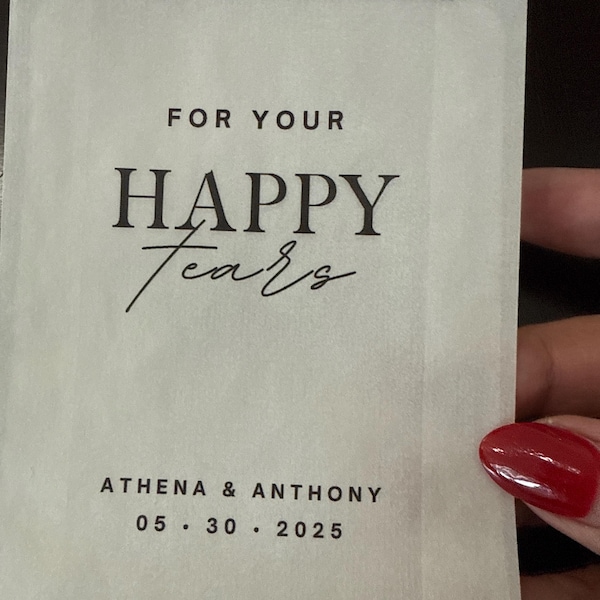 FOR YOUR
HAPPY
tears
ATHENA & ANTHONY
05 • 30 • 2025